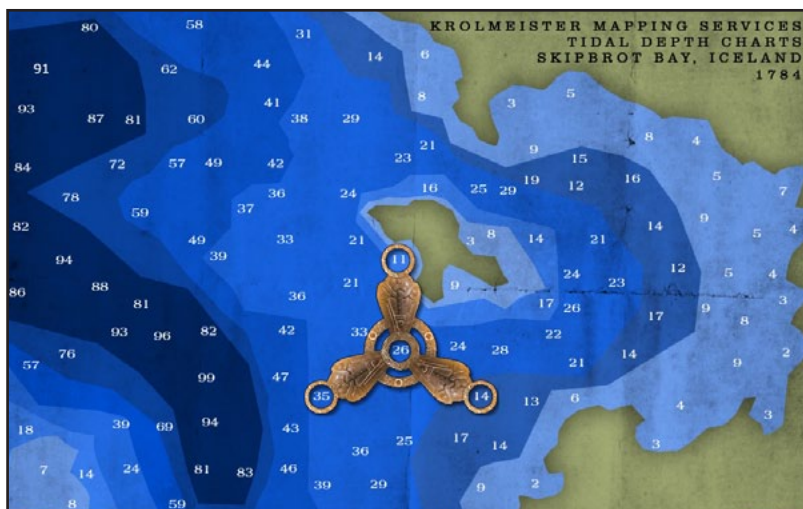 KROLMEISTER MAPPING SERVICES
TIDAL DEPTH CHARTS
SKIPBROT BAY, ICELAND
1784
80 58 31
14 6
91 62 44
8 3 5
93 87 81 60 41 38 29
21 9 8 4
84 72 57 49 42 23 15
78 36 24 16 25 29 19 12 16 5 7
59 37 9
82 49 39 33 21 3 8 14 21 14 5 4
94 11
86 88 36 21 9 24 23 12 5 4
81 17 26 9 3
93 96 82 42 33 17 8
57 76 26 24 28 22 21 14 9 2
99 47
35 14 13 6 4
18 39 69 94 43 25 17 14 3 3
36
7 14 24 81 83 46
8 59 39 29 9 2